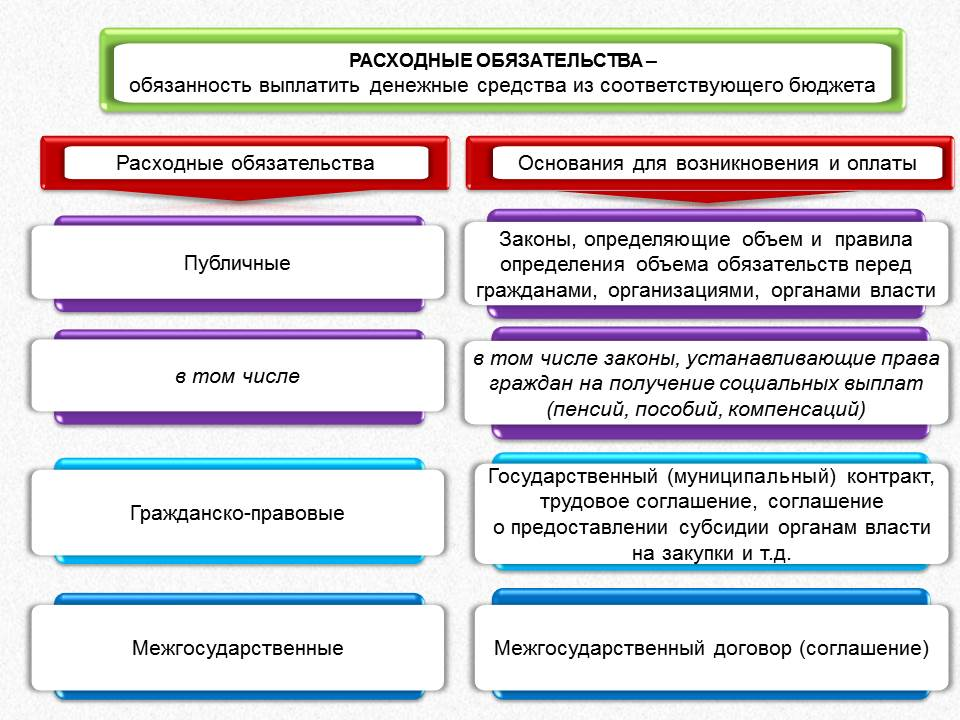 РАСХОДНЫЕ ОБЯЗАТЕЛЬСТВА –
обязанность выплатить денежные средства из соответствующего бюджета
Расходные обязательства
Основания для возникновения и оплаты
Публичные
Законы, определяющие объем и правила
определения объема обязательств перед
гражданами, организациями, органами власти
в том числе
в том числе законы, устанавливающие права
граждан на получение социальных выплат
(пенсий, пособий, компенсаций)
Гражданско-правовые
Государственный (муниципальный) контракт,
трудовое соглашение, соглашение
о предоставлении субсидии органам власти
на закупки и т.д.
Межгосударственные
Межгосударственный договор (соглашение)